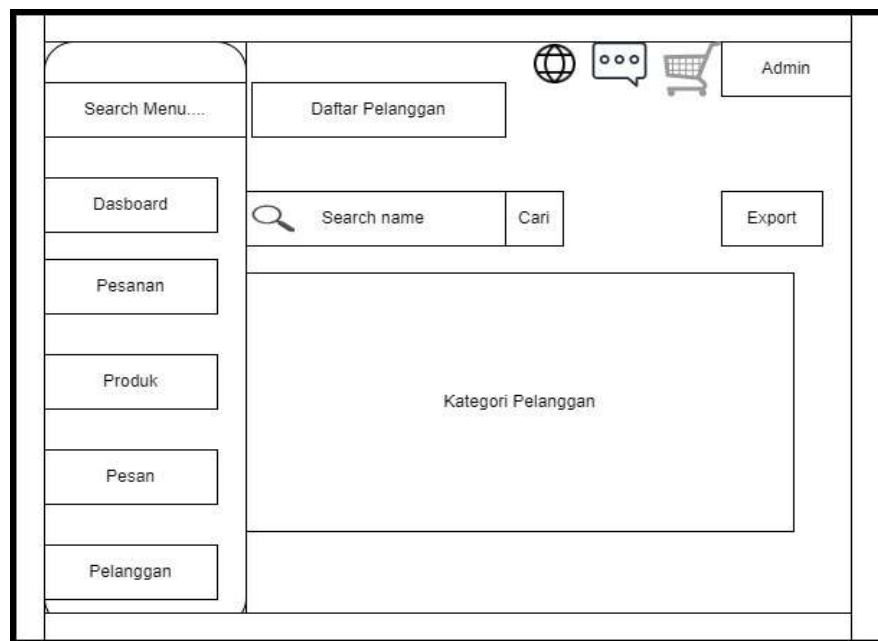 Admin
Search Menu....
Daftar Pelanggan
Dasboard
Search name
Cari
Export
Pesanan
Produk
Kategori Pelanggan
Pesan
Pelanggan